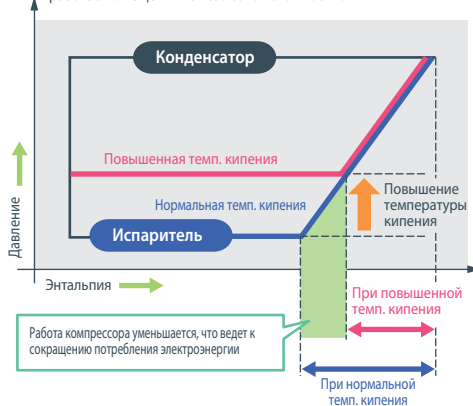 Конденсатор
Повышенная темп. кипения
Нормальная темп. кипения
Испаритель
Повышение
температуры
кипения
Давление
Энтальпия
При повышенной
темп. кипения
Работа компрессора уменьшается, что ведет к
сокращению потребления электроэнергии
При нормальной
темп. кипения